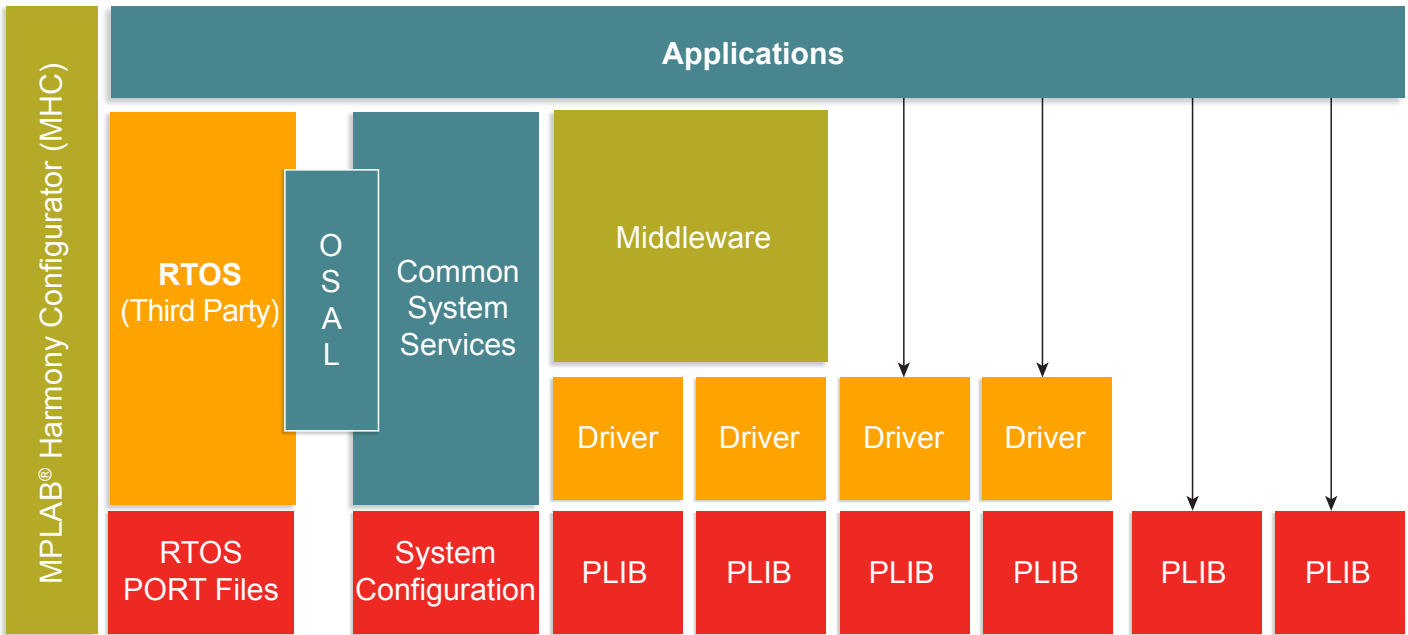 MPLAB® Harmony Configurator (MHC)
Applications
RTOS
(Third Party)
O
S
A
L
Common
System
Services
Middleware
Driver
Driver
Driver
Driver
RTOS
PORT Files
System
Configuration
PLIB
PLIB
PLIB
PLIB
PLIB
PLIB